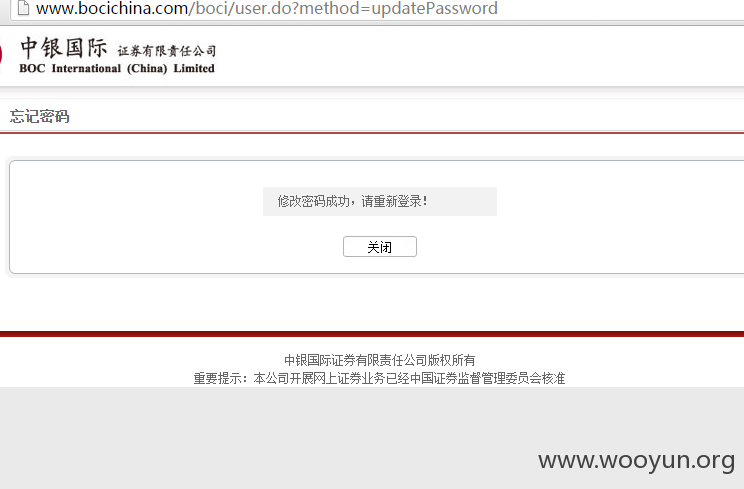 www.bocichina.com/boci/user.do?method=updatePassword
中银国际 证券有限责任公司
BOC International (China) Limited
忘记密码
修改密码成功，请重新登录！
关闭
中银国际证券有限责任公司版权所有
重要提示：本公司开展网上证券业务已经中国证券监督管理委员会核准
www.wooyun.org